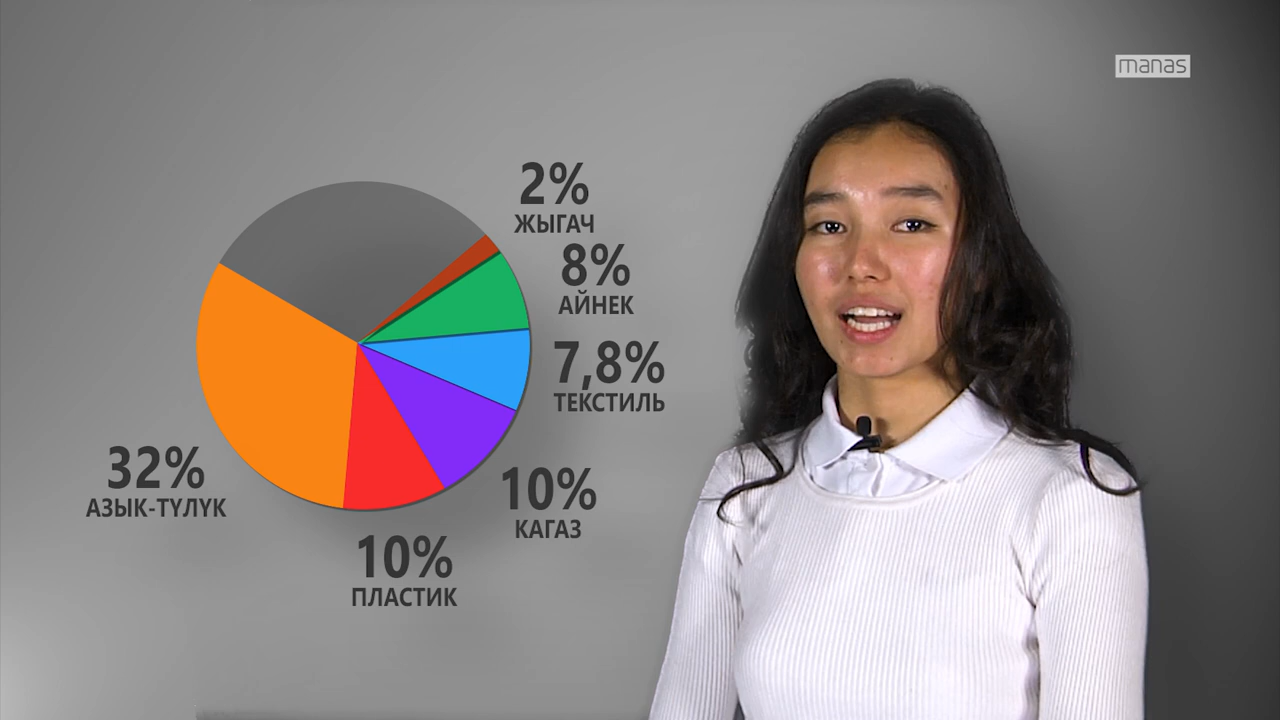 manas
2%
ЖЫГАЧ
8%
АЙНЕК
7,8%
ТЕКСТИЛЬ
10%
КАГАЗ
10%
ПЛАСТИК
32%
АЗЫК-ТҮЛҮК